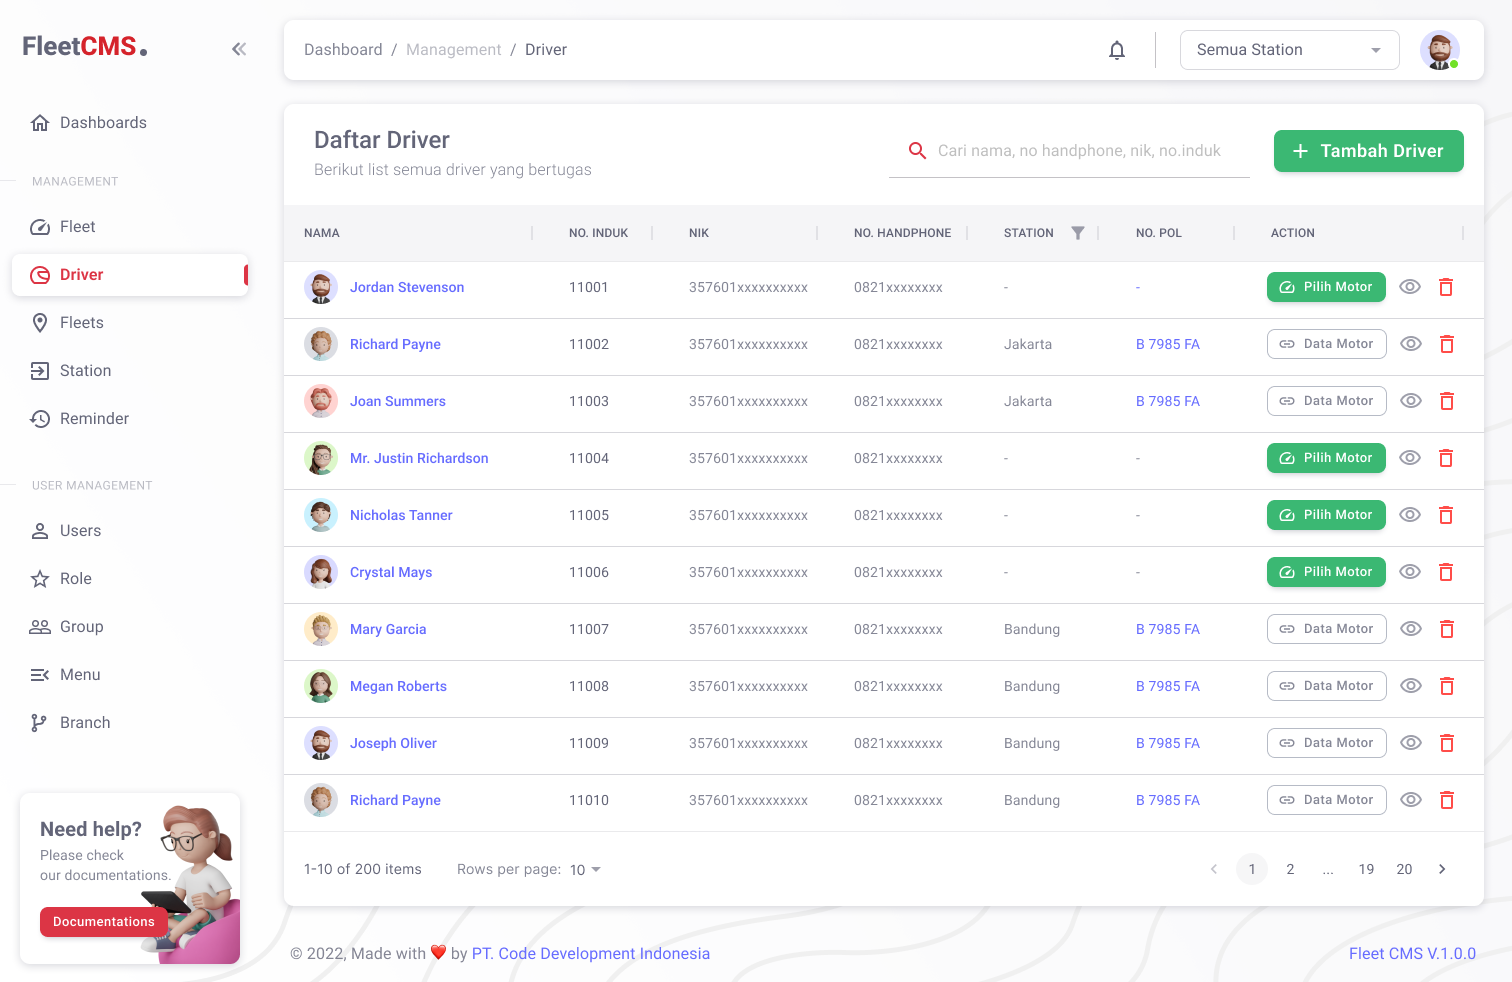 FleetCMS.
Dashboard / Management / Driver
Semua Station
Dashboards
MANAGEMENT
Fleet
Driver
Fleets
Station
Reminder
USER MANAGEMENT
Users
Role
Group
Menu
Branch
Need help?
Please check
our documentations.
Documentations
Daftar Driver
Berikut list semua driver yang bertugas
Cari nama, no handphone, nik, no.induk
+ Tambah Driver
NAMA NO. INDUK NIK NO. HANDPHONE STATION NO. POL ACTION
Jordan Stevenson 11001 357601xxxxxxxxxx 0821xxxxxxxx - - Pilih Motor
Richard Payne 11002 357601xxxxxxxxxx 0821xxxxxxxx Jakarta B 7985 FA Data Motor
Joan Summers 11003 357601xxxxxxxxxx 0821xxxxxxxx Jakarta B 7985 FA Data Motor
Mr. Justin Richardson 11004 357601xxxxxxxxxx 0821xxxxxxxx - - Pilih Motor
Nicholas Tanner 11005 357601xxxxxxxxxx 0821xxxxxxxx - - Pilih Motor
Crystal Mays 11006 357601xxxxxxxxxx 0821xxxxxxxx - - Pilih Motor
Mary Garcia 11007 357601xxxxxxxxxx 0821xxxxxxxx Bandung B 7985 FA Data Motor
Megan Roberts 11008 357601xxxxxxxxxx 0821xxxxxxxx Bandung B 7985 FA Data Motor
Joseph Oliver 11009 357601xxxxxxxxxx 0821xxxxxxxx Bandung B 7985 FA Data Motor
Richard Payne 11010 357601xxxxxxxxxx 0821xxxxxxxx Bandung B 7985 FA Data Motor
1-10 of 200 items Rows per page: 10 1 2 ... 19 20
© 2022, Made with ❤️ by PT. Code Development Indonesia
Fleet CMS V.1.0.0